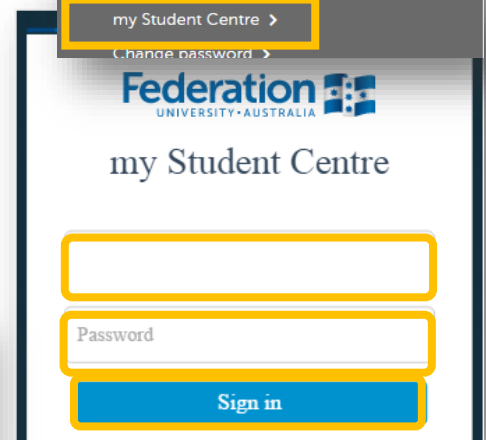 my Student Centre >
Change password >
Federation
UNIVERSITY • AUSTRALIA
my Student Centre
Password
Sign in